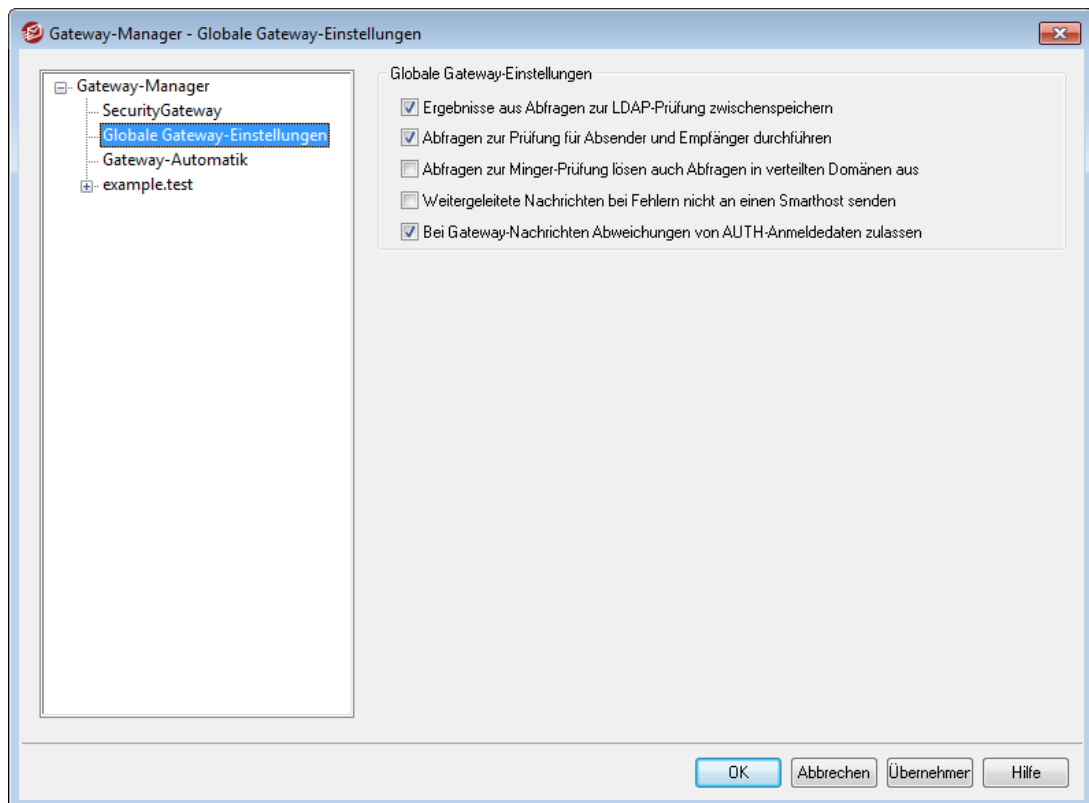 Gateway-Manager - Globale Gateway-Einstellungen
Gateway-Manager
SecurityGateway
Globale Gateway-Einstellungen
Gateway-Automatik
example.test
Globale Gateway-Einstellungen
Ergebnisse aus Abfragen zur LDAP-Prüfung zwischenspeichern
Abfragen zur Prüfung für Absender und Empfänger durchführen
Abfragen zur Minger-Prüfung lösen auch Abfragen in verteilten Domänen aus
Weitergeleitete Nachrichten bei Fehlern nicht an einen Smarthost senden
Bei Gateway-Nachrichten Abweichungen von AUTH-Anmeldedaten zulassen
OK Abbrechen Übernehmer Hilfe